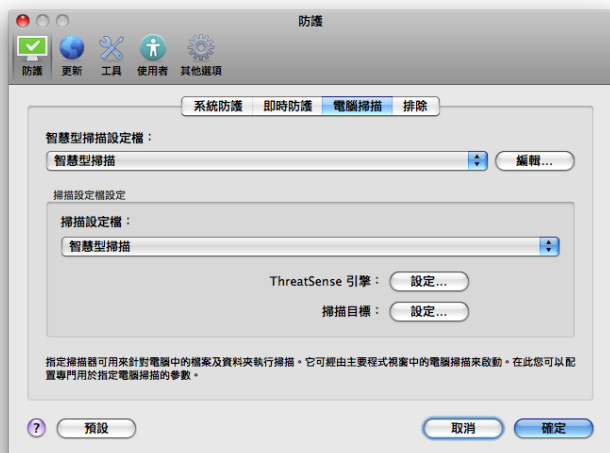 防護
防護 更新 工具 使用者 其他選項
系統防護 即時防護 電腦掃描 排除
智慧型掃描設定檔：
智慧型掃描 編輯...
掃描設定檔設定
掃描設定檔：
智慧型掃描
ThreatSense 引擎： 設定...
掃描目標： 設定...
指定掃描器可用來針對電腦中的檔案及資料夾執行掃描。它可經由主要程式視窗中的電腦掃描來啟動。在此您可以配
置專門用於指定電腦掃描的參數。
? 預設 取消 確定